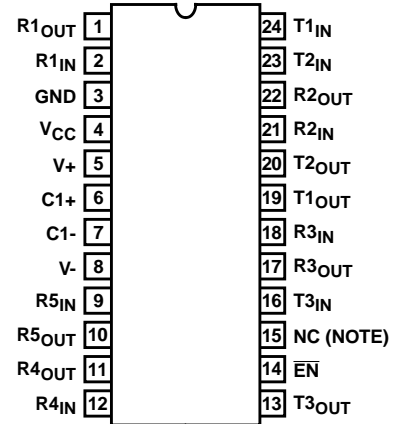 R1OUT 1 24 T1IN
R1IN 2 23 T2IN
GND 3 22 R2OUT
VCC 4 21 R2IN
V+ 5 20 T2OUT
C1+ 6 19 T1OUT
C1- 7 18 R3IN
V- 8 17 R3OUT
R5IN 9 16 T3IN
R5OUT 10 15 NC (NOTE)
R4OUT 11 14 E̅N̅
R4IN 12 13 T3OUT